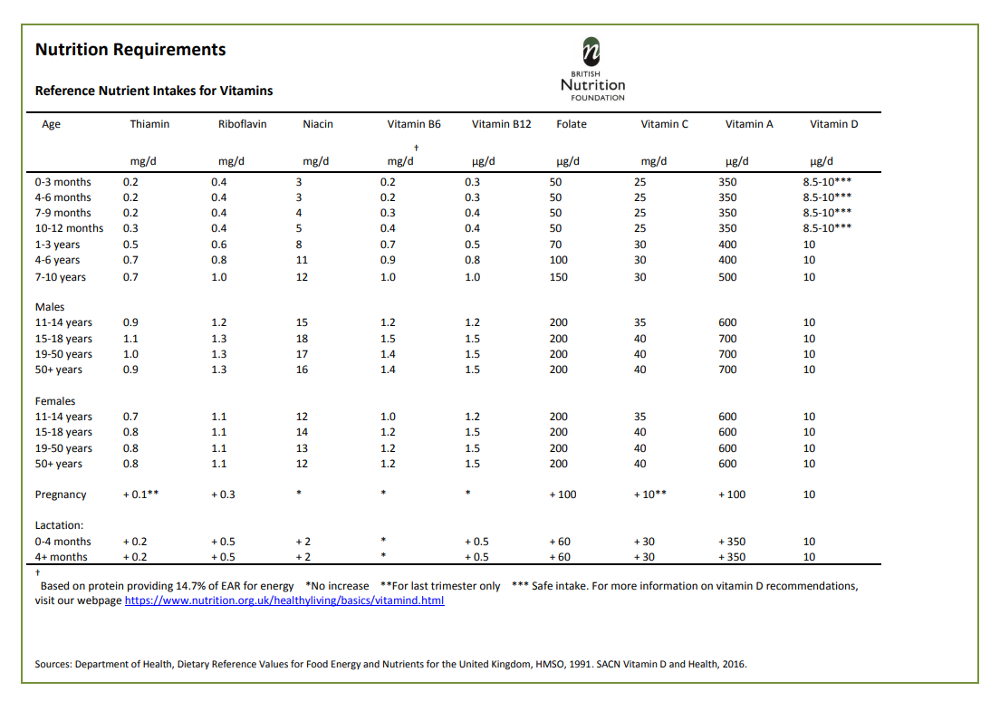 Nutrition Requirements
BRITISH
Nutrition
FOUNDATION
Reference Nutrient Intakes for Vitamins
Age Thiamin Riboflavin Niacin Vitamin B6 Vitamin B12 Folate Vitamin C Vitamin A Vitamin D
†
mg/d mg/d mg/d mg/d µg/d µg/d mg/d µg/d µg/d
0-3 months 0.2 0.4 3 0.2 0.3 50 25 350 8.5-10***
4-6 months 0.2 0.4 3 0.2 0.3 50 25 350 8.5-10***
7-9 months 0.2 0.4 4 0.3 0.4 50 25 350 8.5-10***
10-12 months 0.3 0.4 5 0.4 0.4 50 25 350 8.5-10***
1-3 years 0.5 0.6 8 0.7 0.5 70 30 400 10
4-6 years 0.7 0.8 11 0.9 0.8 100 30 400 10
7-10 years 0.7 1.0 12 1.0 1.0 150 30 500 10
Males
11-14 years 0.9 1.2 15 1.2 1.2 200 35 600 10
15-18 years 1.1 1.3 18 1.5 1.5 200 40 700 10
19-50 years 1.0 1.3 17 1.4 1.5 200 40 700 10
50+ years 0.9 1.3 16 1.4 1.5 200 40 700 10
Females
11-14 years 0.7 1.1 12 1.0 1.2 200 35 600 10
15-18 years 0.8 1.1 14 1.2 1.5 200 40 600 10
19-50 years 0.8 1.1 13 1.2 1.5 200 40 600 10
50+ years 0.8 1.1 12 1.2 1.5 200 40 600 10
Pregnancy + 0.1** + 0.3 * * * + 100 + 10** + 100 10
Lactation:
0-4 months + 0.2 + 0.5 + 2 * + 0.5 + 60 + 30 + 350 10
4+ months + 0.2 + 0.5 + 2 * + 0.5 + 60 + 30 + 350 10
†
Based on protein providing 14.7% of EAR for energy *No increase **For last trimester only *** Safe intake. For more information on vitamin D recommendations,
visit our webpage https://www.nutrition.org.uk/healthyliving/basics/vitamind.html
Sources: Department of Health, Dietary Reference Values for Food Energy and Nutrients for the United Kingdom, HMSO, 1991. SACN Vitamin D and Health, 2016.